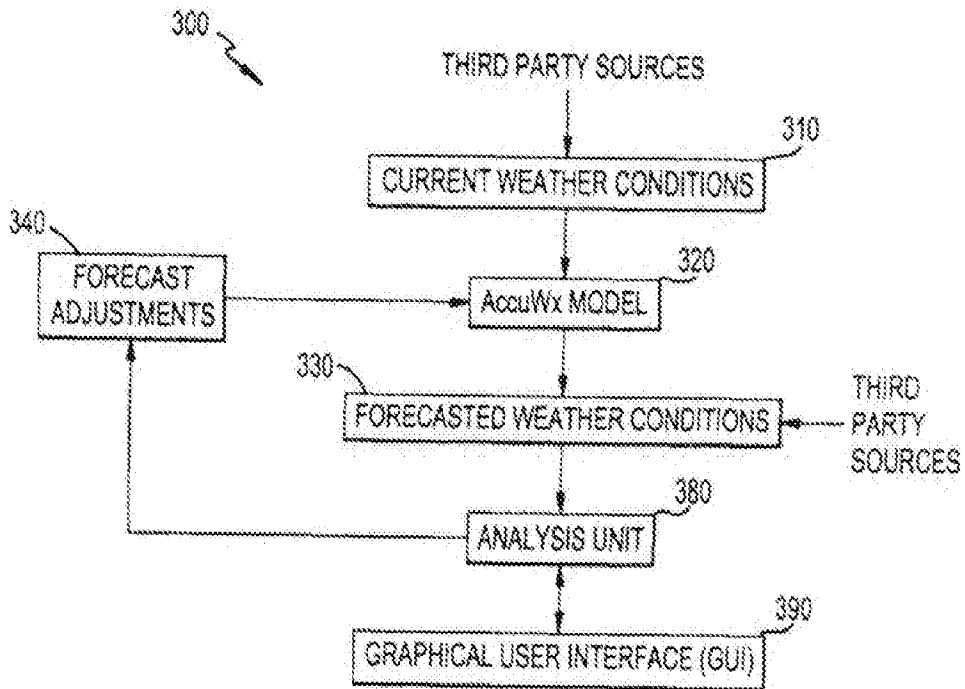 300
THIRD PARTY SOURCES
310
CURRENT WEATHER CONDITIONS
340
FORECAST
ADJUSTMENTS
320
AccuWx MODEL
330
FORECASTED WEATHER CONDITIONS
THIRD
PARTY
SOURCES
380
ANALYSIS UNIT
390
GRAPHICAL USER INTERFACE (GUI)